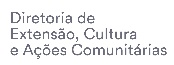 Diretoria de
Extensão, Cultura
e Ações Comunitárias